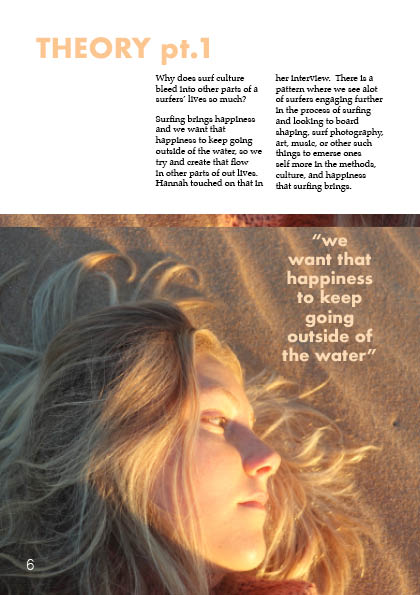 THEORY pt.1
Why does surf culture
bleed into other parts of a
surfers' lives so much?
Surfing brings happiness
and we want that
happiness to keep going
outside of the water, so we
try and create that flow
in other parts of out lives.
Hannah touched on that in
her interview. There is a
pattern where we see alot
of surfers engaging further
in the process of surfing
and looking to board
shaping, surf photography,
art, music, or other such
things to emerse ones
self more in the methods,
culture, and happiness
that surfing brings.
"we
want that
happiness
to keep
going
outside of
the water"
6